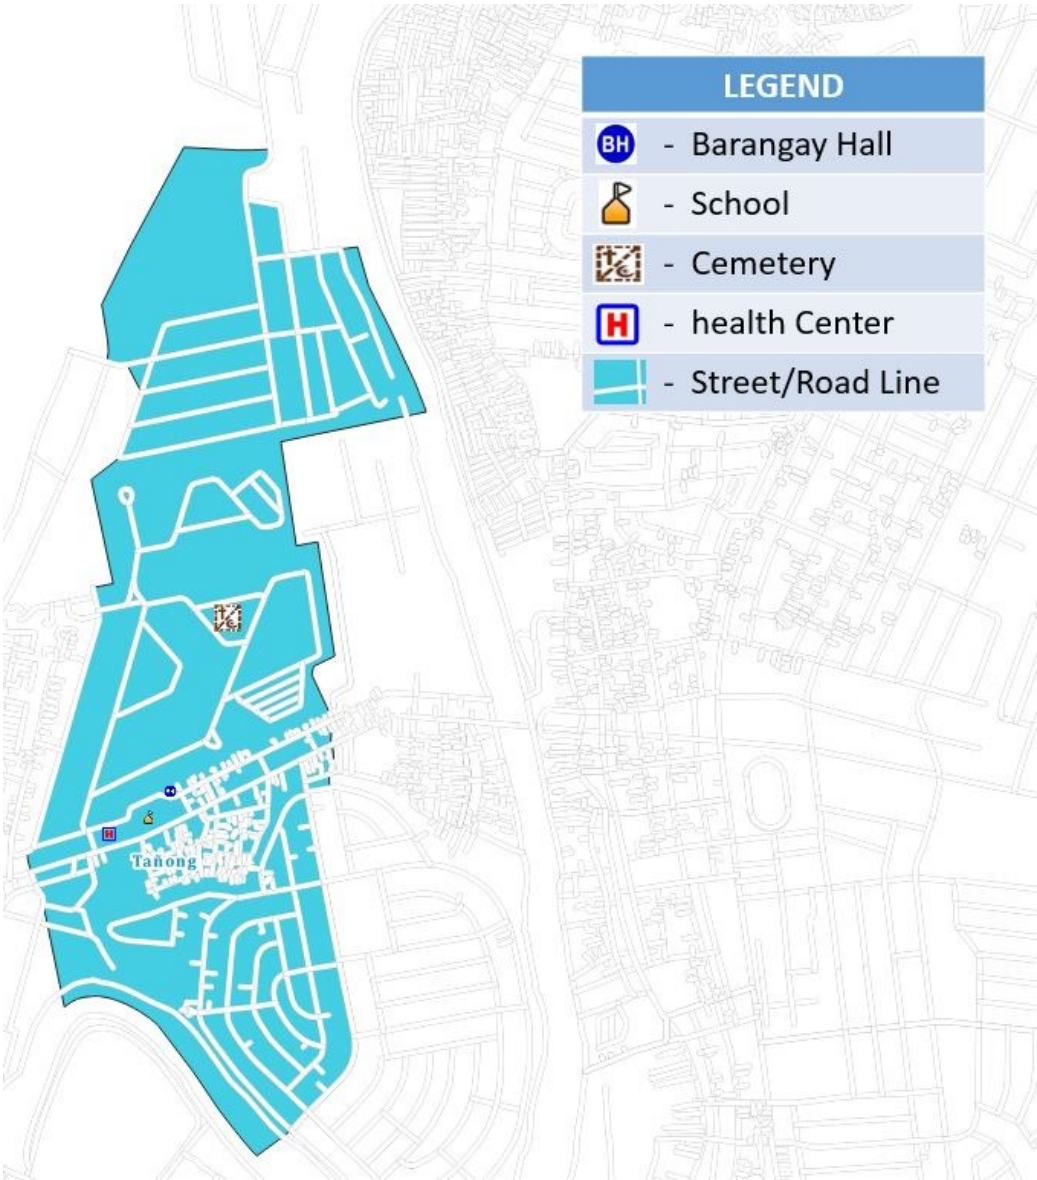 LEGEND
BH - Barangay Hall
- School
- Cemetery
H - health Center
- Street/Road Line
H
Tañong